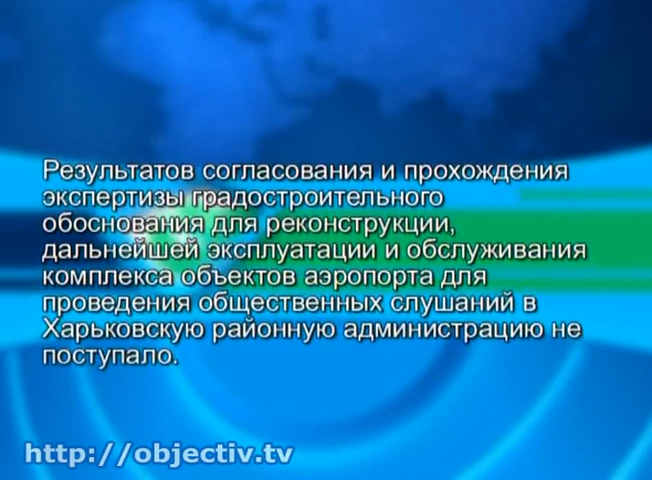 Результатов согласования и прохождения
экспертизы градостроительного
обоснования для реконструкции,
дальнейшей эксплуатации и обслуживания
комплекса объектов аэропорта для
проведения общественных слушаний в
Харьковскую районную администрацию не
поступало.
http://objectiv.tv